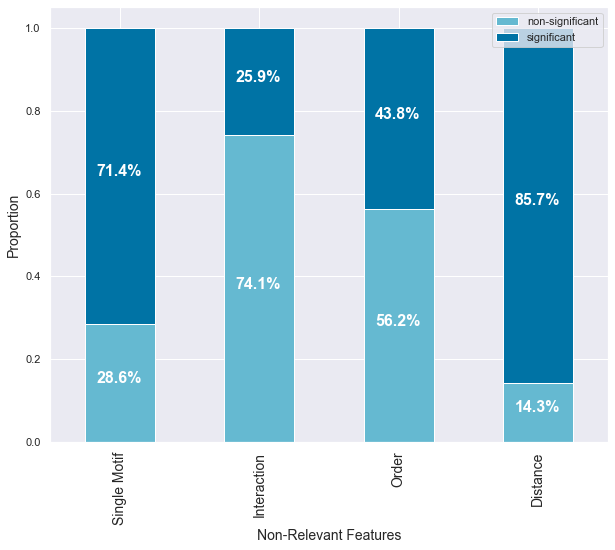 non-significant
significant
1.0
0.8
0.6
0.4
0.2
0.0
Proportion
71.4%
28.6%
25.9%
74.1%
43.8%
56.2%
85.7%
14.3%
Single Motif
Interaction
Order
Distance
Non-Relevant Features